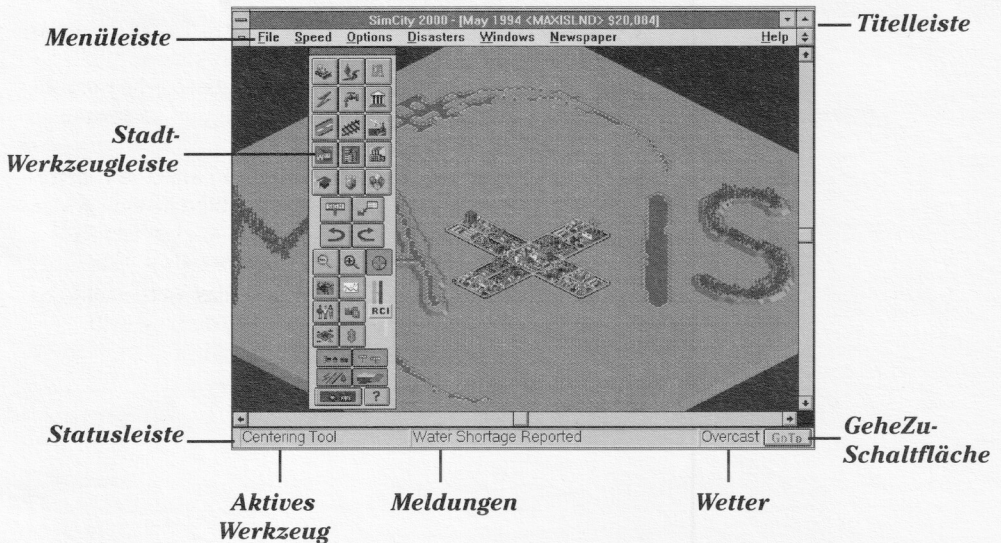 SimCity 2000 - [May 1994 <MAXISLND> $20,084]
Titelleiste
Menüleiste
File Speed Options Disasters Windows Newspaper Help
Stadt-
Werkzeugleiste
M X IS
RCI
?
Statusleiste
Centering Tool Water Shortage Reported Overcast GoTo
GeheZu-
Schaltfläche
Aktives
Werkzeug
Meldungen
Wetter